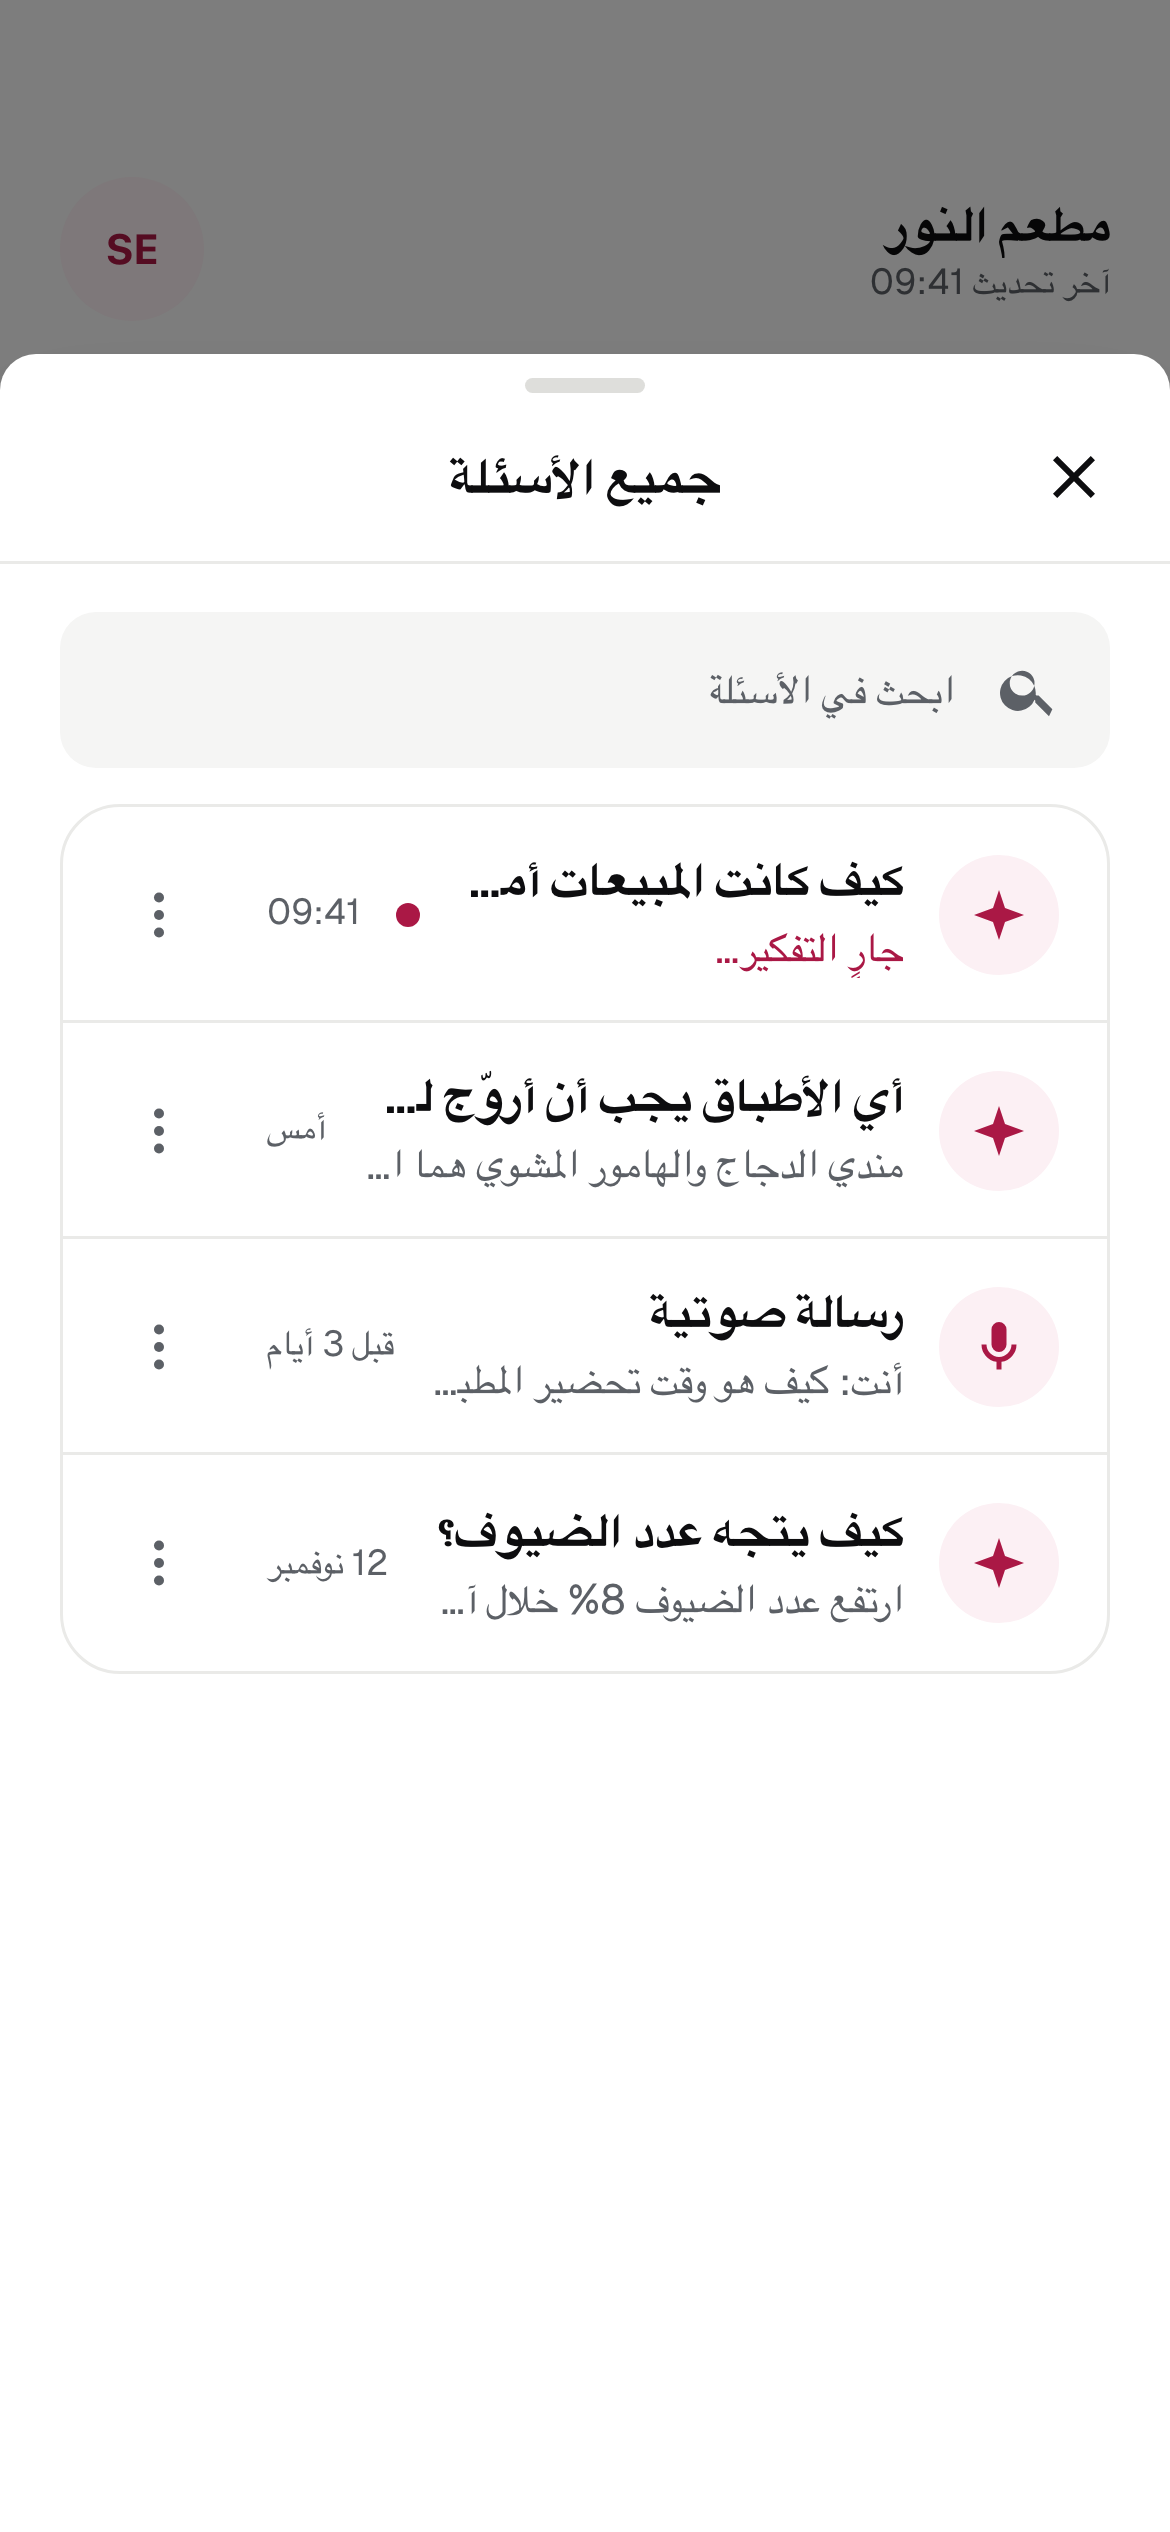 مطعم النور
SE
آخر تحديث 09:41
جميع الأسئلة
ابحث في الأسئلة
كيف كانت المبيعات أمـ...
09:41
جارٍ التفكير...
أي الأطباق يجب أن أروّج لـ...
أمس
مندي الدجاج والهامور المشوي هما ا...
رسالة صوتية
قبل 3 أيام
أنت: كيف هو وقت تحضير المطبـ...
كيف يتجه عدد الضيوف؟
12 نوفمبر
ارتفع عدد الضيوف 8% خلال آ...